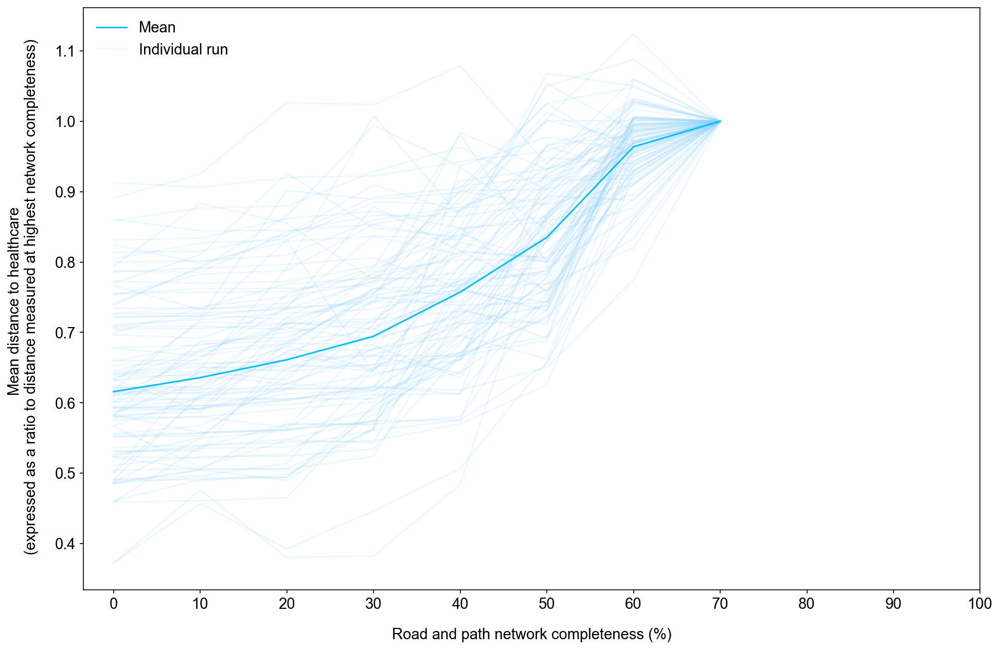 Mean
Individual run
1.1
1.0
0.9
0.8
0.7
0.6
0.5
0.4
Mean distance to healthcare
(expressed as a ratio to distance measured at highest network completeness)
0 10 20 30 40 50 60 70 80 90 100
Road and path network completeness (%)